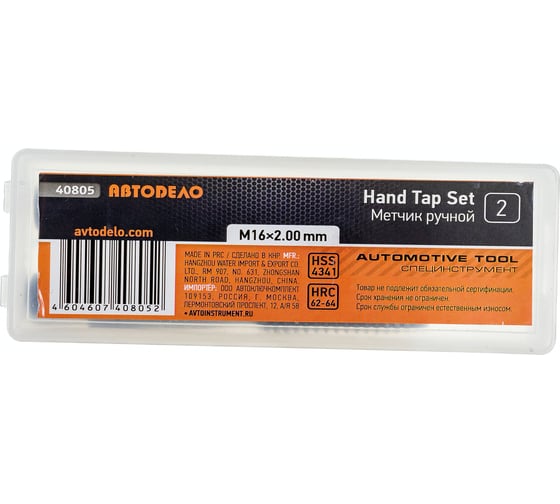 40805 АВТОDЕЛО
avtodelo.com
4 604607 408052
M16×2.00 mm
MADE IN PRC / СДЕЛАНО В КНР. MFR.:
HANGZHOU WATER IMPORT & EXPORT CO.
LTD., RM 907, NO. 631, ZHONGSHAN
NORTH ROAD, HANGZHOU, CHINA.
ИМПОРТЕР: ООО АВТОКЛЮЧКОМПЛЕКТ
109153, РОССИЯ, Г. МОСКВА,
ЛЕРМОНТОВСКИЙ ПР-Т, 12, А/Я 58
• AVTOINSTRUMENT.RU
HSS
4341
HRC
62-64
Hand Tap Set
Метчик ручной
2
AUTOMOTIVE TOOL
СПЕЦИНСТРУМЕНТ
Товар не подлежит обязательной сертификации.
Срок хранения не ограничен.
Срок службы ограничен естественным износом.